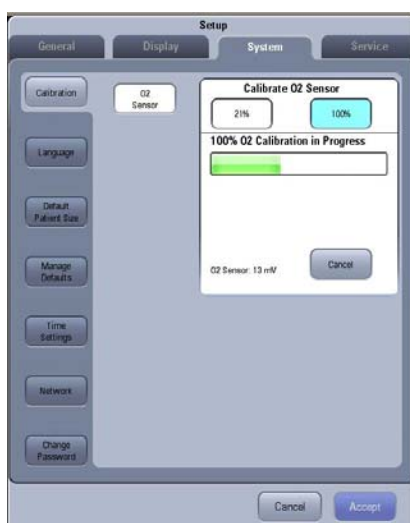 Setup
General Display System Service
Calibration
O2
Sensor
Calibrate O2 Sensor
21% 100%
100% O2 Calibration in Progress
Language
Default
Patient Size
Manage
Defaults
O2 Sensor: 13 mV
Cancel
Time
Settings
Network
Change
Password
Cancel Accept